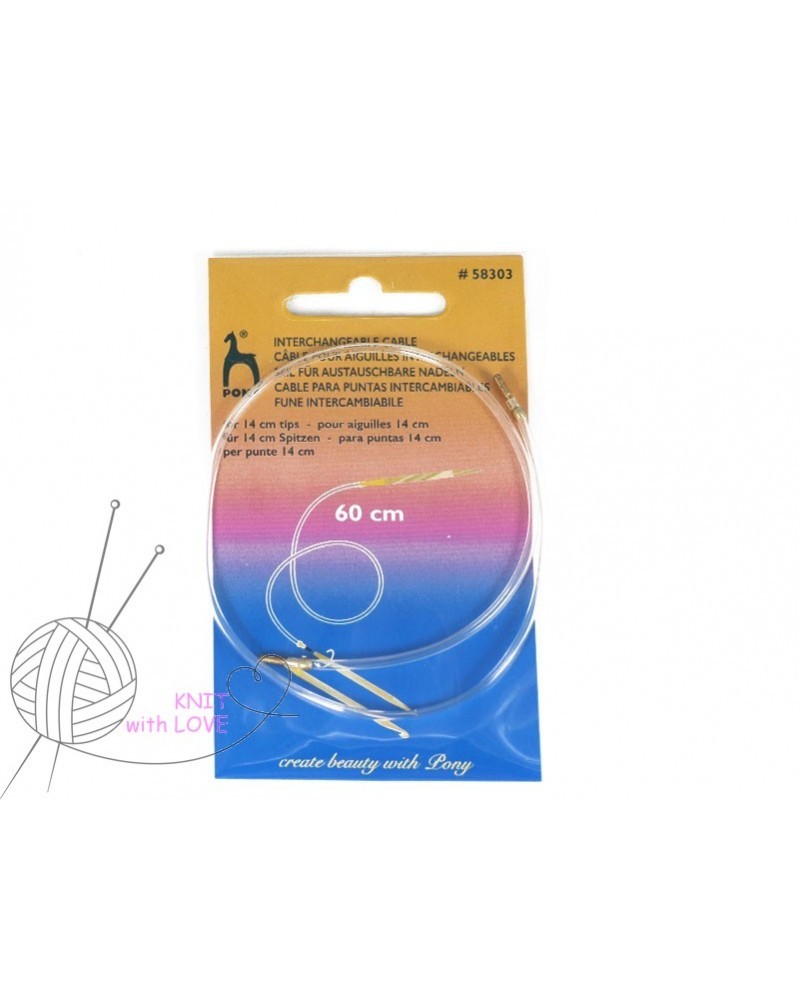 # 58303
®
PONY
INTERCHANGEABLE CABLE
CÂBLE POUR AIGUILLES INTERCHANGEABLES
SEIL FÜR AUSTAUSCHBARE NADELN
CABLE PARA PUNTAS INTERCAMBIABLES
FUNE INTERCAMBIABILE
for 14 cm tips - pour aiguilles 14 cm
für 14 cm Spitzen - para puntas 14 cm
per punte 14 cm
60 cm
KNIT
with LOVE
create beauty with Pony